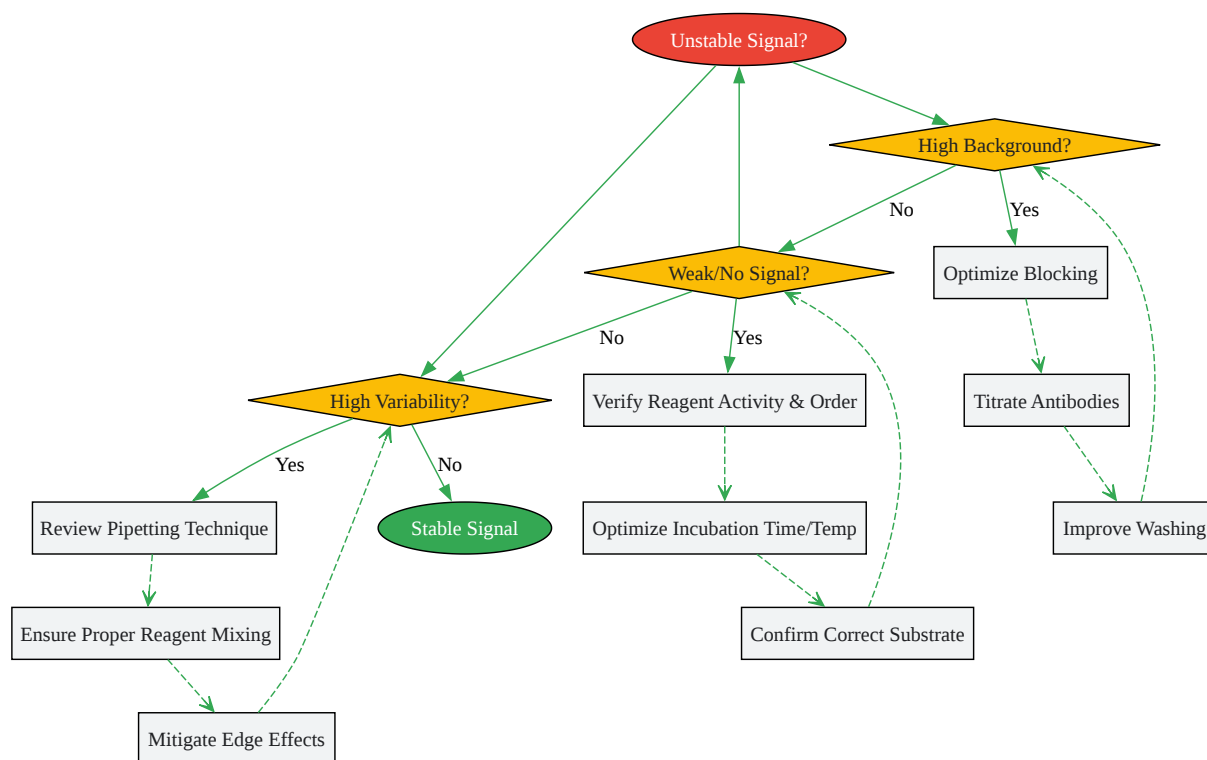 Unstable Signal?
High Background?
No
Yes
Weak/No Signal?
Optimize Blocking
No
Yes
High Variability?
Verify Reagent Activity & Order
Titrate Antibodies
Yes
No
Review Pipetting Technique
Stable Signal
Optimize Incubation Time/Temp
Improve Washing
Ensure Proper Reagent Mixing
Confirm Correct Substrate
Mitigate Edge Effects